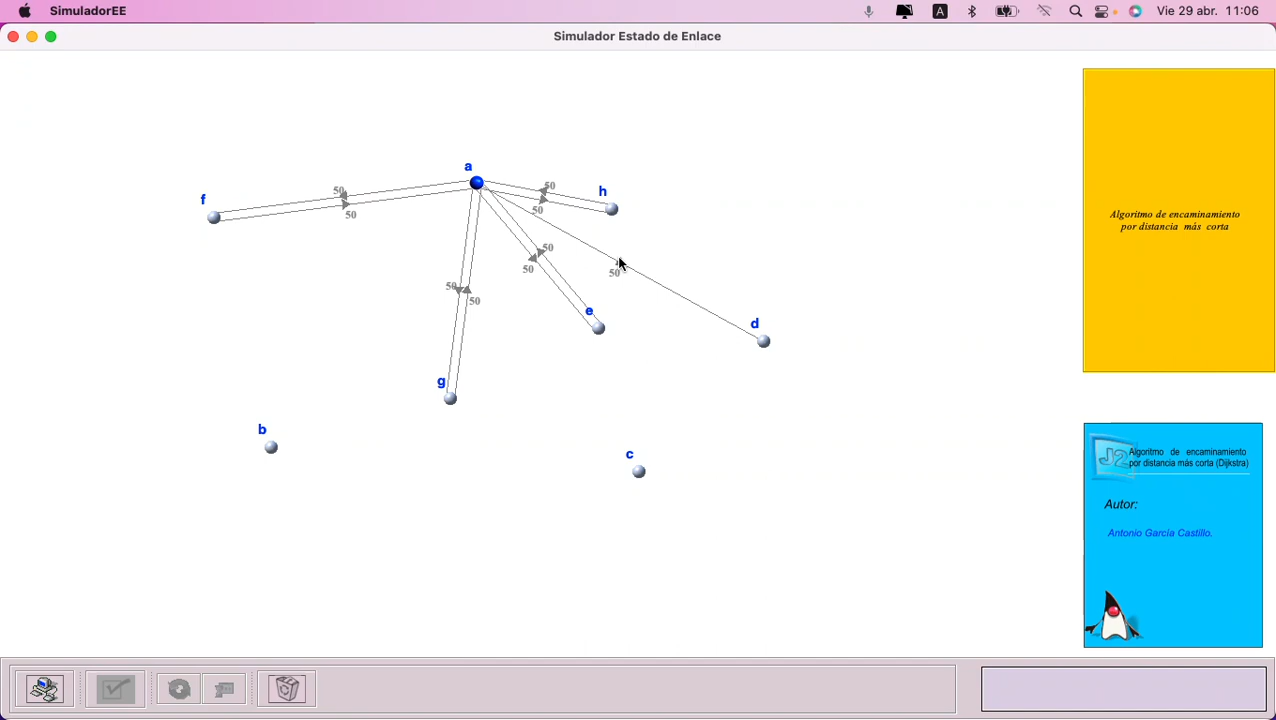 SimuladorEE
A
Vie 29 abr. 11:06
Simulador Estado de Enlace
a
f
h
50
50
50
50
50
50
50
50
50
e
d
g
b
c
Algoritmo de encaminamiento
por distancia más corta
J2
Algoritmo de encaminamiento
por distancia más corta (Dijkstra)
Autor:
Antonio García Castillo.